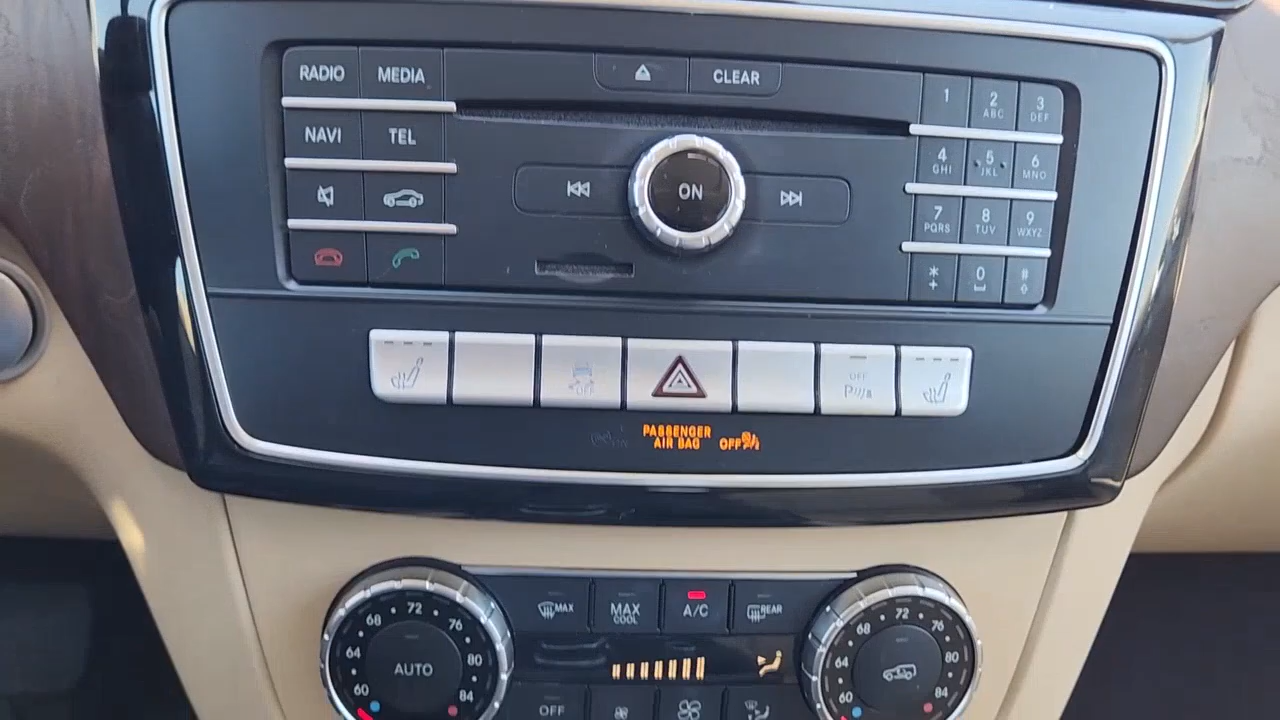 RADIO MEDIA
CLEAR
NAVI TEL
ON
1 2 ABC 3 DEF
4 GHI 5 JKL 6 MNO
7 PQRS 8 TUV 9 WXYZ
* + 0 #
OFF
OFF
P
PASSENGER
AIR BAG OFF
MAX
MAX
COOL
A/C
REAR
60 64 68 72 76 80 84
AUTO
60 64 68 72 76 80 84
OFF